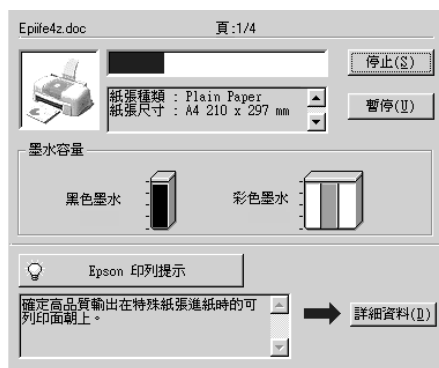 Epiife4z.doc 頁:1/4
停止(S)
紙張種類 : Plain Paper
紙張尺寸 : A4 210 x 297 mm
暫停(U)
墨水容量
黑色墨水 彩色墨水
Epson 印列提示
確定高品質輸出在特殊紙張進紙時的可
列印面朝上。
詳細資料(D)